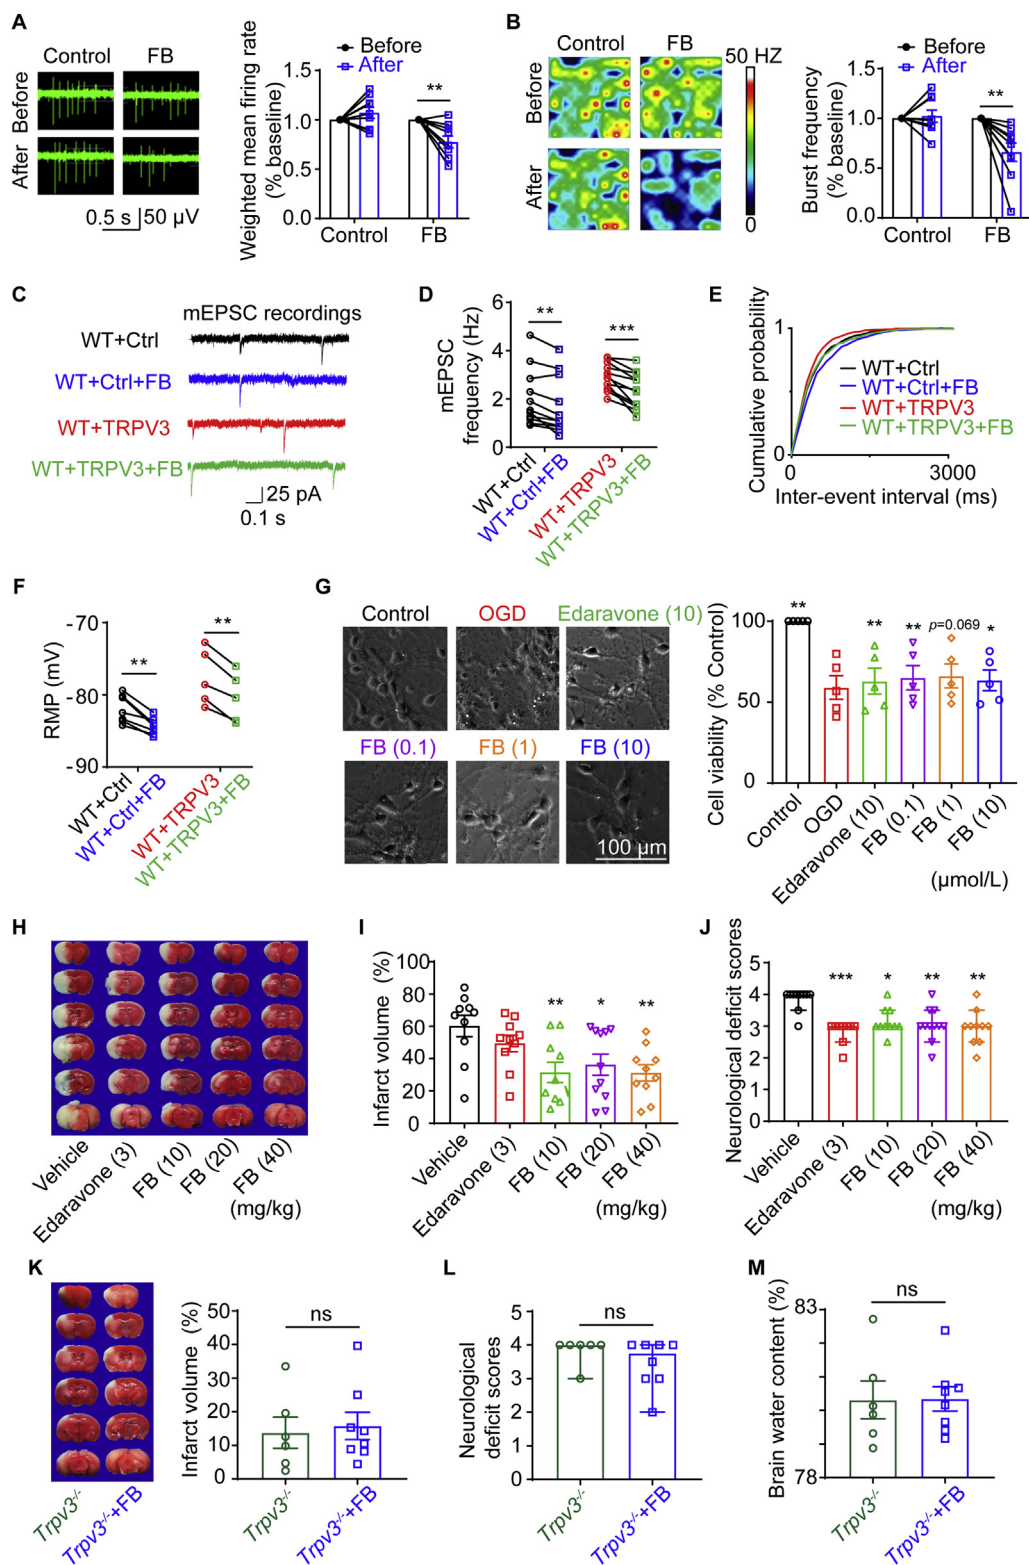 A
Control
FB
Before
After
0.5 s
50 µV
Weighted mean firing rate
(% baseline)
1.5
1.0
0.5
0.0
Before
After
**
Control
FB
B
Control
FB
Before
After
50 HZ
0
Burst frequency
(% baseline)
1.5
1.0
0.5
0.0
Before
After
**
Control
FB
C
mEPSC recordings
WT+Ctrl
WT+Ctrl+FB
WT+TRPV3
WT+TRPV3+FB
25 pA
0.1 s
D
mEPSC
frequency (Hz)
6
4
2
0
**
***
WT+Ctrl
WT+Ctrl+FB
WT+TRPV3
WT+TRPV3+FB
E
Cumulative probability
1
0
0
3000
Inter-event interval (ms)
WT+Ctrl
WT+Ctrl+FB
WT+TRPV3
WT+TRPV3+FB
F
RMP (mV)
-70
-80
-90
**
**
WT+Ctrl
WT+Ctrl+FB
WT+TRPV3
WT+TRPV3+FB
G
Control
OGD
Edaravone (10)
FB (0.1)
FB (1)
FB (10)
100 µm
Cell viability (% Control)
100
50
0
**
**
**
p=0.069
*
Control
OGD
Edaravone (10)
FB (0.1)
FB (1)
FB (10)
(µmol/L)
H
Vehicle
Edaravone (3)
FB (10)
FB (20)
FB (40)
(mg/kg)
I
Infarct volume (%)
100
80
60
40
20
0
**
*
**
Vehicle
Edaravone (3)
FB (10)
FB (20)
FB (40)
(mg/kg)
J
Neurological deficit scores
5
4
3
2
1
0
***
*
**
**
Vehicle
Edaravone (3)
FB (10)
FB (20)
FB (40)
(mg/kg)
K
Trpv3-/-
Trpv3-/-+FB
Infarct volume (%)
50
40
30
20
10
0
ns
Trpv3-/-
Trpv3-/-+FB
L
Neurological
deficit scores
5
4
3
2
1
0
ns
Trpv3-/-
Trpv3-/-+FB
M
Brain water content (%)
83
78
ns
Trpv3-/-
Trpv3-/-+FB